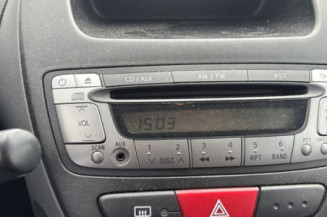 CD / AUX AM / FM AST
VOL
1503
SCAN AUX 1 2 3 4 5 6
DISC RPT RAND